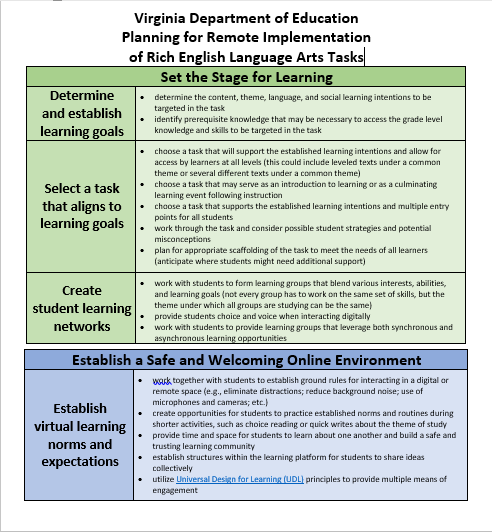 Virginia Department of Education
Planning for Remote Implementation
of Rich English Language Arts Tasks
Set the Stage for Learning
Determine
and establish
learning goals
• determine the content, theme, language, and social learning intentions to be
targeted in the task
• identify prerequisite knowledge that may be necessary to access the grade level
knowledge and skills to be targeted in the task
Select a task
that aligns to
learning goals
• choose a task that will support the established learning intentions and allow for
access by learners at all levels (this could include leveled texts under a common
theme or several different texts under a common theme)
• choose a task that may serve as an introduction to learning or as a culminating
learning event following instruction
• choose a task that supports the established learning intentions and multiple entry
points for all students
• work through the task and consider possible student strategies and potential
misconceptions
• plan for appropriate scaffolding of the task to meet the needs of all learners
(anticipate where students might need additional support)
Create
student learning
networks
• work with students to form learning groups that blend various interests, abilities,
and learning goals (not every group has to work on the same set of skills, but the
theme under which all groups are studying can be the same)
• provide students choice and voice when interacting digitally
• work with students to provide learning groups that leverage both synchronous and
asynchronous learning opportunities
Establish a Safe and Welcoming Online Environment
Establish
virtual learning
norms and
expectations
• work together with students to establish ground rules for interacting in a digital or
remote space (e.g., eliminate distractions; reduce background noise; use of
microphones and cameras; etc.)
• create opportunities for students to practice established norms and routines during
shorter activities, such as choice reading or quick writes about the theme of study
• provide time and space for students to learn about one another and build a safe and
trusting learning community
• establish structures within the learning platform for students to share ideas
collectively
• utilize Universal Design for Learning (UDL) principles to provide multiple means of
engagement